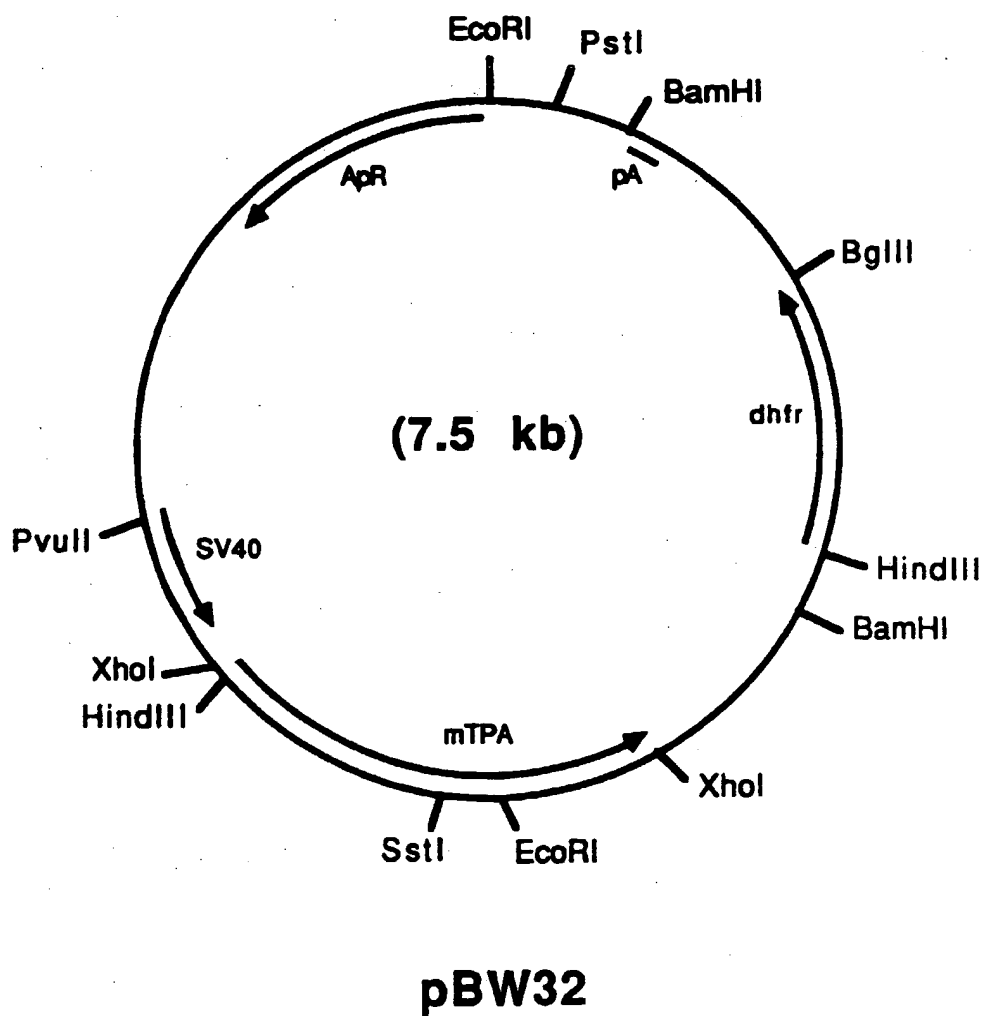 EcoRI
PstI
BamHI
ApR
pA
BglII
dhfr
(7.5 kb)
PvuII
SV40
HindIII
BamHI
XhoI
HindIII
mTPA
XhoI
SstI
EcoRI
pBW32